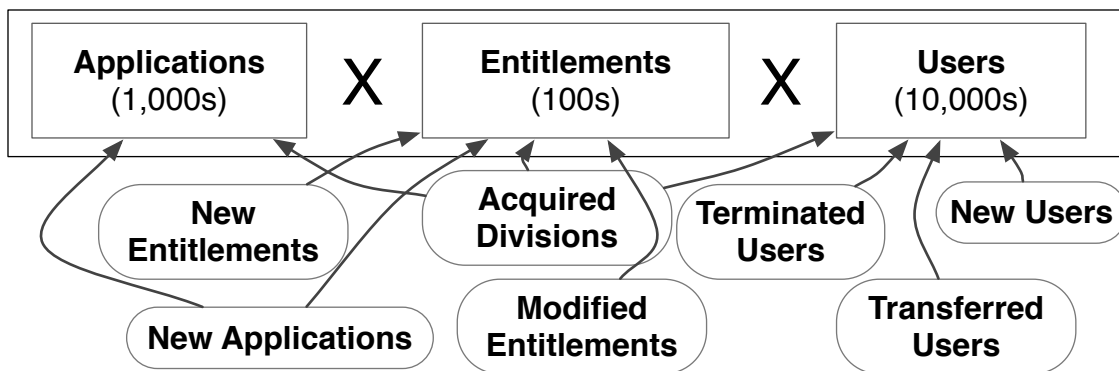 Applications
(1,000s)
X
Entitlements
(100s)
X
Users
(10,000s)
New
Entitlements
Acquired
Divisions
Terminated
Users
New Users
New Applications
Modified
Entitlements
Transferred
Users